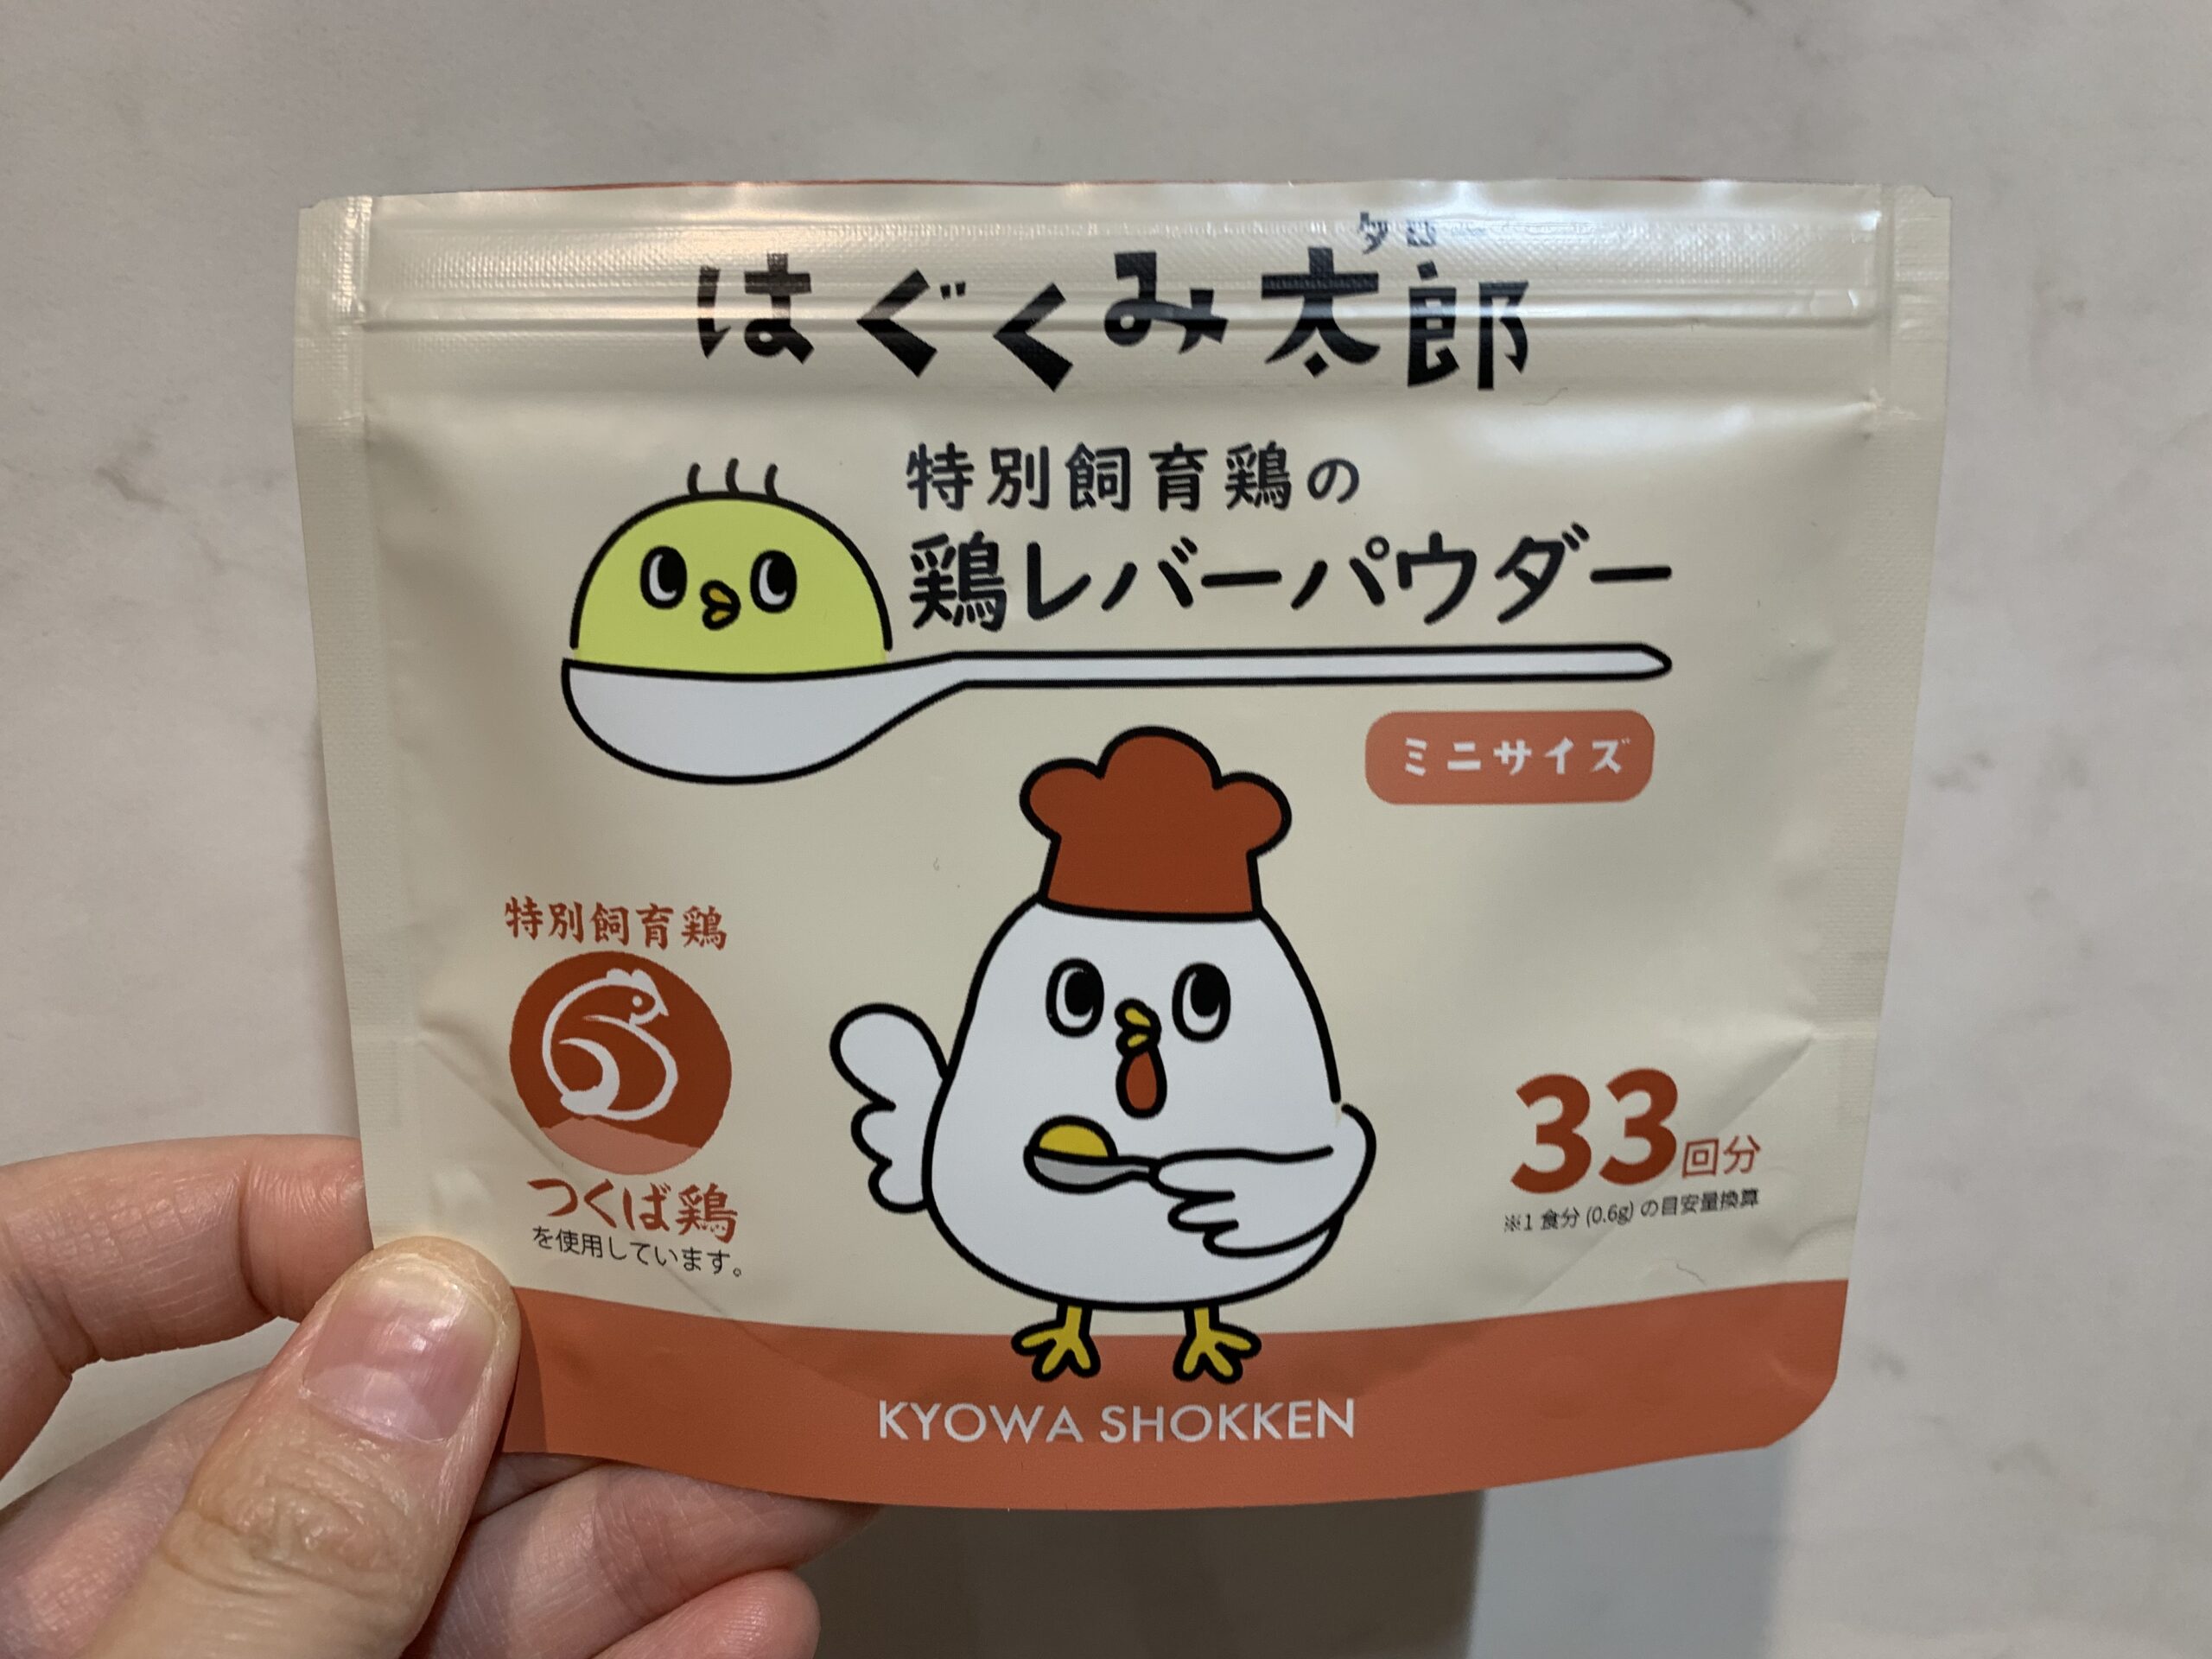 タロー
はぐくみ太郎
特別飼育鶏の
鶏レバーパウダー
ミニサイズ
特別飼育鶏
つくば鶏
を使用しています。
33回分
※1食分(0.6g)の目安量換算
KYOWA SHOKKEN